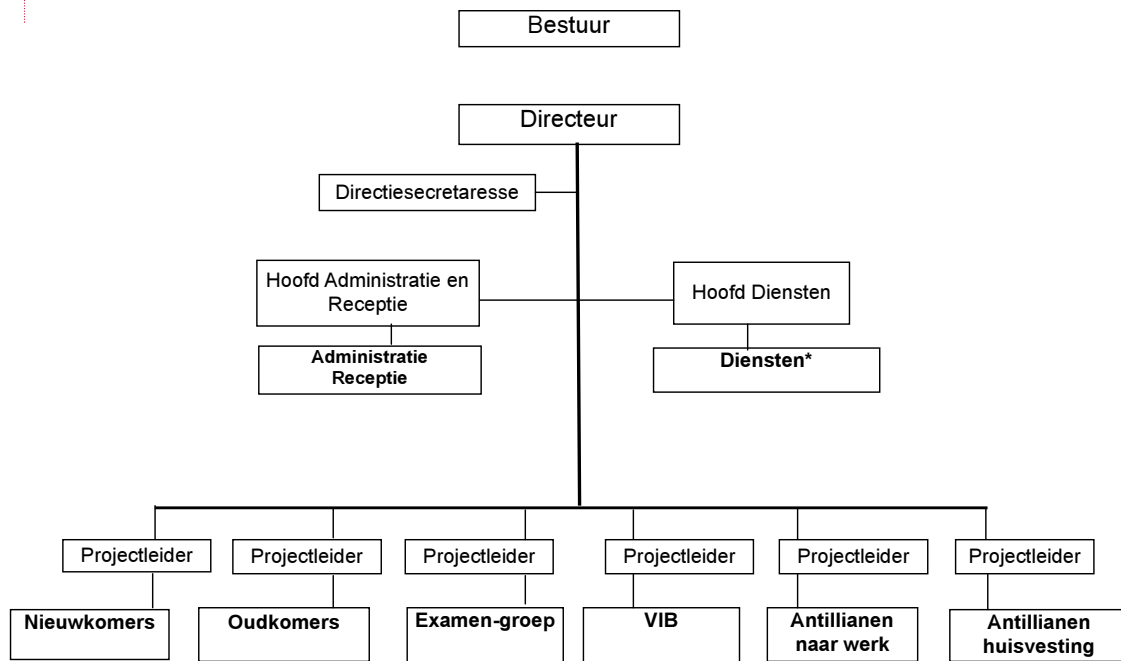 Bestuur
Directeur
Directiesecretaresse
Hoofd Administratie en
Receptie
Hoofd Diensten
Administratie
Receptie
Diensten*
Projectleider
Projectleider
Projectleider
Projectleider
Projectleider
Projectleider
Nieuwkomers
Oudkomers
Examen-groep
VIB
Antillianen
naar werk
Antillianen
huisvesting